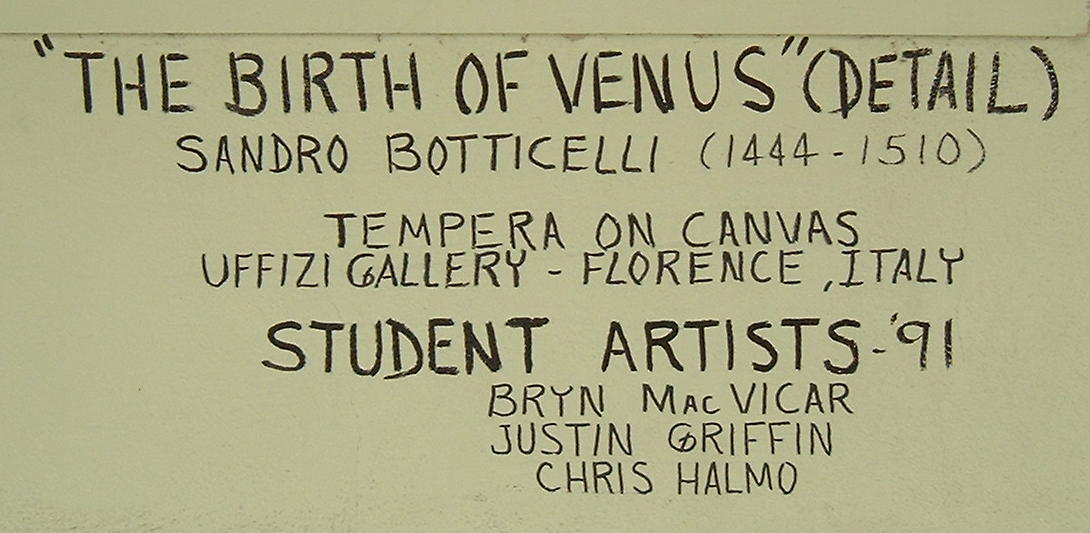 "THE BIRTH OF VENUS" (DETAIL)
SANDRO BOTTICELLI (1444-1510)
TEMPERA ON CANVAS
UFFIZI GALLERY - FLORENCE, ITALY
STUDENT ARTISTS-'91
BRYN MacVICAR
JUSTIN GRIFFIN
CHRIS HALMO